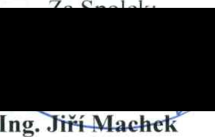 Za Spolek:
Ing. Jiří Machek